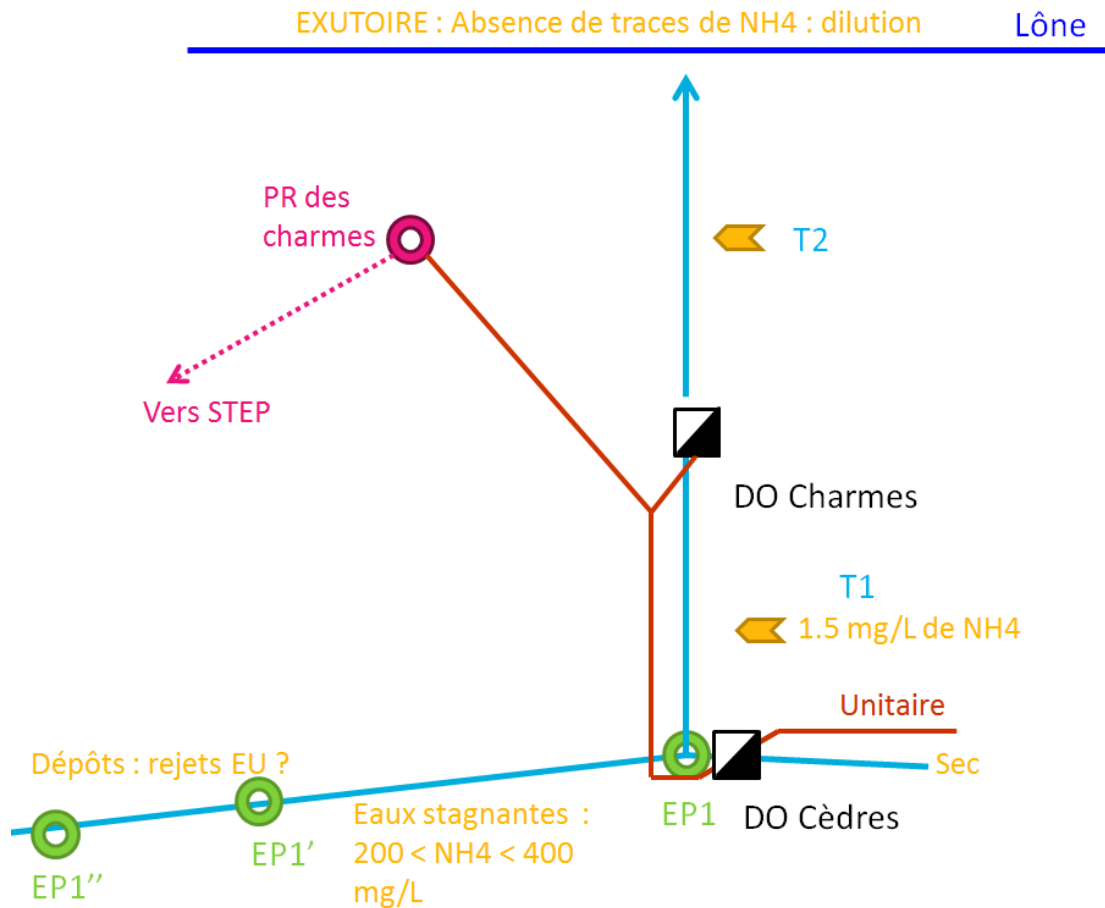 EXUTOIRE : Absence de traces de NH4 : dilution
Lône
PR des
charmes
T2
Vers STEP
DO Charmes
T1
1.5 mg/L de NH4
Unitaire
Dépôts : rejets EU ?
Sec
EP1
DO Cèdres
Eaux stagnantes :
200 < NH4 < 400
mg/L
EP1’
EP1’’